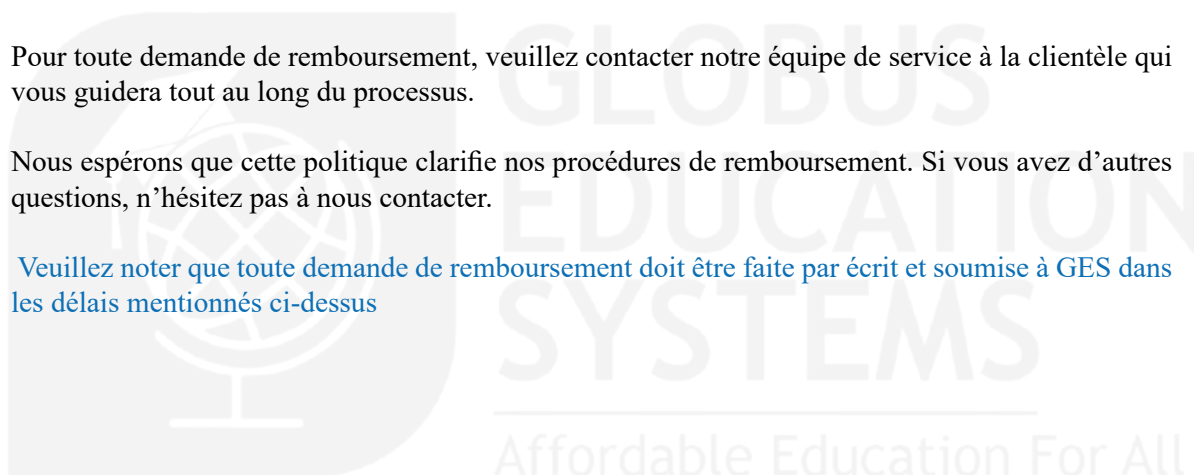 Pour toute demande de remboursement, veuillez contacter notre équipe de service à la clientèle qui
vous guidera tout au long du processus.
Nous espérons que cette politique clarifie nos procédures de remboursement. Si vous avez d’autres
questions, n’hésitez pas à nous contacter.
Veuillez noter que toute demande de remboursement doit être faite par écrit et soumise à GES dans
les délais mentionnés ci-dessus
GLOBUS
EDUCATION
SYSTEMS
Affordable Education For All